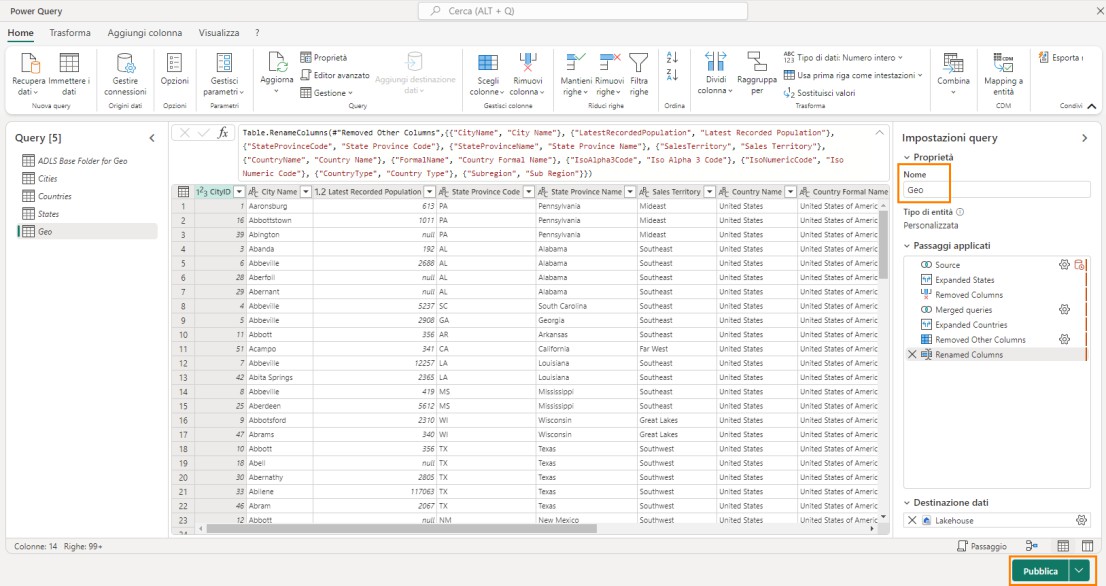 Power Query
Cerca (ALT + Q)
Home Trasforma Aggiungi colonna Visualizza ?
Recupera dati
Immettere i dati
Nuova query
Gestire connessioni
Origini dati
Opzioni
Opzioni
Gestisci parametri
Parametri
Aggiorna
Proprietà
Editor avanzato
Gestione
Aggiungi destinazione dati
Query
Scegli colonne
Rimuovi colonna
Gestisci colonne
Mantieni righe
Rimuovi righe
Filtra righe
Riduci righe
Ordina
Dividi colonna
Raggruppa per
Tipo di dati: Numero intero
Usa prima riga come intestazioni
Sostituisci valori
Trasforma
Combina
Mapping a entità
CDM
Esporta
Condivi
Query [5]
ADLS Base Folder for Geo
Cities
Countries
States
Geo
fx
Table.RenameColumns(#"Removed Other Columns",{{"CityName", "City Name"}, {"LatestRecordedPopulation", "Latest Recorded Population"},
{"StateProvinceCode", "State Province Code"}, {"StateProvinceName", "State Province Name"}, {"SalesTerritory", "Sales Territory"},
{"CountryName", "Country Name"}, {"FormalName", "Country Formal Name"}, {"IsoAlpha3Code", "Iso Alpha 3 Code"}, {"IsoNumericCode", "Iso
Numeric Code"}, {"CountryType", "Country Type"}, {"Subregion", "Sub Region"}})
CityID City Name 1.2 Latest Recorded Population State Province Code State Province Name Sales Territory Country Name Country Formal Name
1 1 Aaronsburg 613 PA Pennsylvania Mideast United States United States of Americ
2 16 Abbottstown 1011 PA Pennsylvania Mideast United States United States of Americ
3 39 Abington null PA Pennsylvania Mideast United States United States of Americ
4 3 Abanda 192 AL Alabama Southeast United States United States of Americ
5 6 Abbeville 2688 AL Alabama Southeast United States United States of Americ
6 28 Aberfoil null AL Alabama Southeast United States United States of Americ
7 29 Abernant null AL Alabama Southeast United States United States of Americ
8 4 Abbeville 5237 SC South Carolina Southeast United States United States of Americ
9 5 Abbeville 2908 GA Georgia Southeast United States United States of Americ
10 11 Abbott 356 AR Arkansas Southeast United States United States of Americ
11 51 Acampo 341 CA California Far West United States United States of Americ
12 7 Abbeville 12257 LA Louisiana Southeast United States United States of Americ
13 42 Abita Springs 2365 LA Louisiana Southeast United States United States of Americ
14 8 Abbeville 419 MS Mississippi Southeast United States United States of Americ
15 25 Aberdeen 5612 MS Mississippi Southeast United States United States of Americ
16 9 Abbotsford 2310 WI Wisconsin Great Lakes United States United States of Americ
17 47 Abrams 340 WI Wisconsin Great Lakes United States United States of Americ
18 10 Abbott 356 TX Texas Southwest United States United States of Americ
19 18 Abell null TX Texas Southwest United States United States of Americ
20 30 Abernathy 2805 TX Texas Southwest United States United States of Americ
21 33 Abilene 117063 TX Texas Southwest United States United States of Americ
22 46 Abram 2067 TX Texas Southwest United States United States of Americ
23 12 Abbott null NM New Mexico Southwest United States United States of Americ
Impostazioni query
Proprietà
Nome
Geo
Tipo di entità
Personalizzata
Passaggi applicati
Source
Expanded States
Removed Columns
Merged queries
Expanded Countries
Removed Other Columns
Renamed Columns
Destinazione dati
Lakehouse
Colonne: 14 Righe: 99+
Passaggio
Pubblica